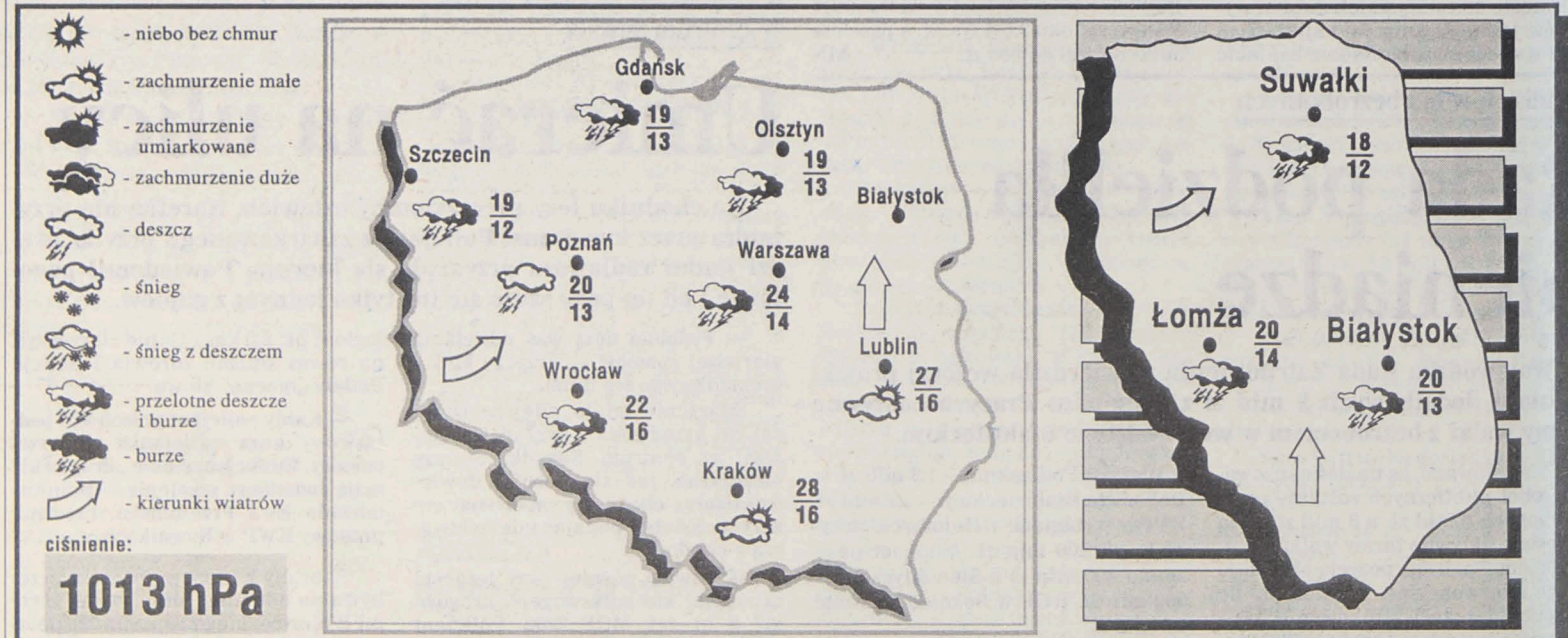 - niebo bez chmur
- zachmurzenie małe
- zachmurzenie
umiarkowane
- zachmurzenie duże
- deszcz
- śnieg
- śnieg z deszczem
- przelotne deszcze
i burze
- burze
- kierunki wiatrów
ciśnienie:
1013 hPa
Gdańsk
19
13
Szczecin
19
12
Olsztyn
19
13
Białystok
Poznań
20
13
Warszawa
24
14
Wrocław
22
16
Lublin
27
16
Kraków
28
16
Suwałki
18
12
Łomża
20
14
Białystok
20
13